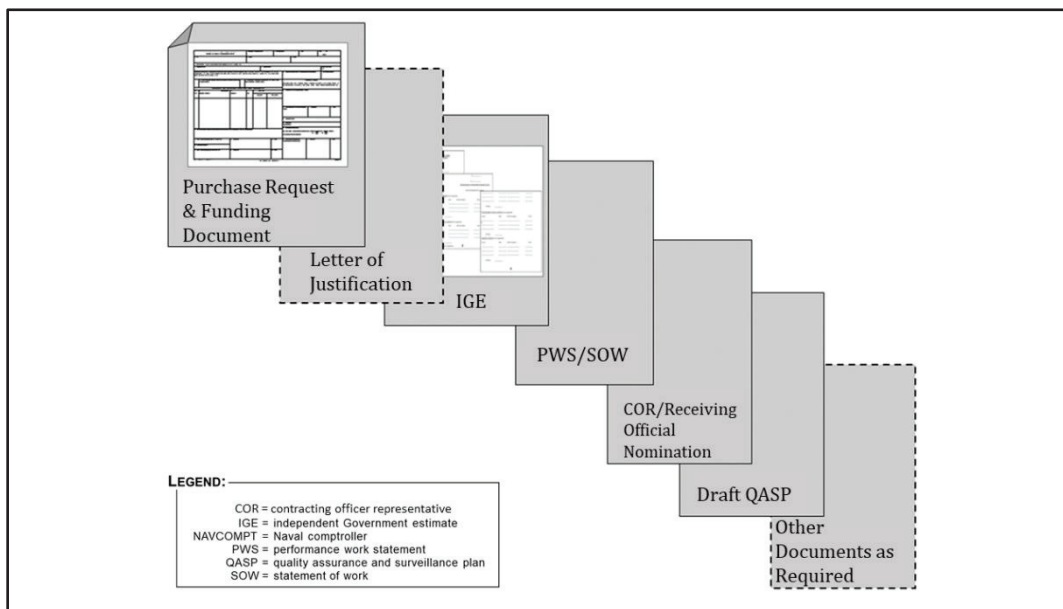 Purchase Request
& Funding
Document
Letter of
Justification
IGE
PWS/SOW
COR/Receiving
Official
Nomination
Draft QASP
Other
Documents as
Required
LEGEND:
COR = contracting officer representative
IGE = independent Government estimate
NAVCOMPT = Naval comptroller
PWS = performance work statement
QASP = quality assurance and surveillance plan
SOW = statement of work